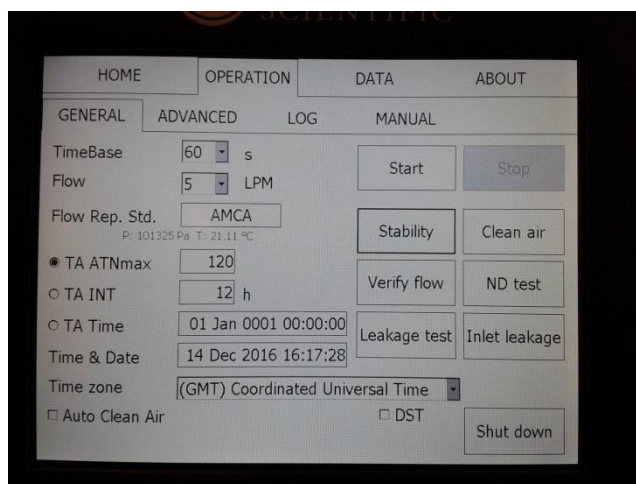 SCIENTIFIC
HOME OPERATION DATA ABOUT
GENERAL ADVANCED LOG MANUAL
TimeBase 60 s
Start Stop
Flow 5 LPM
Flow Rep. Std. AMCA
P: 101325 Pa T: 21.11 °C
Stability Clean air
TA ATNmax 120
Verify flow ND test
TA INT 12 h
TA Time 01 Jan 0001 00:00:00
Leakage test Inlet leakage
Time & Date 14 Dec 2016 16:17:28
Time zone (GMT) Coordinated Universal Time
Auto Clean Air DST
Shut down